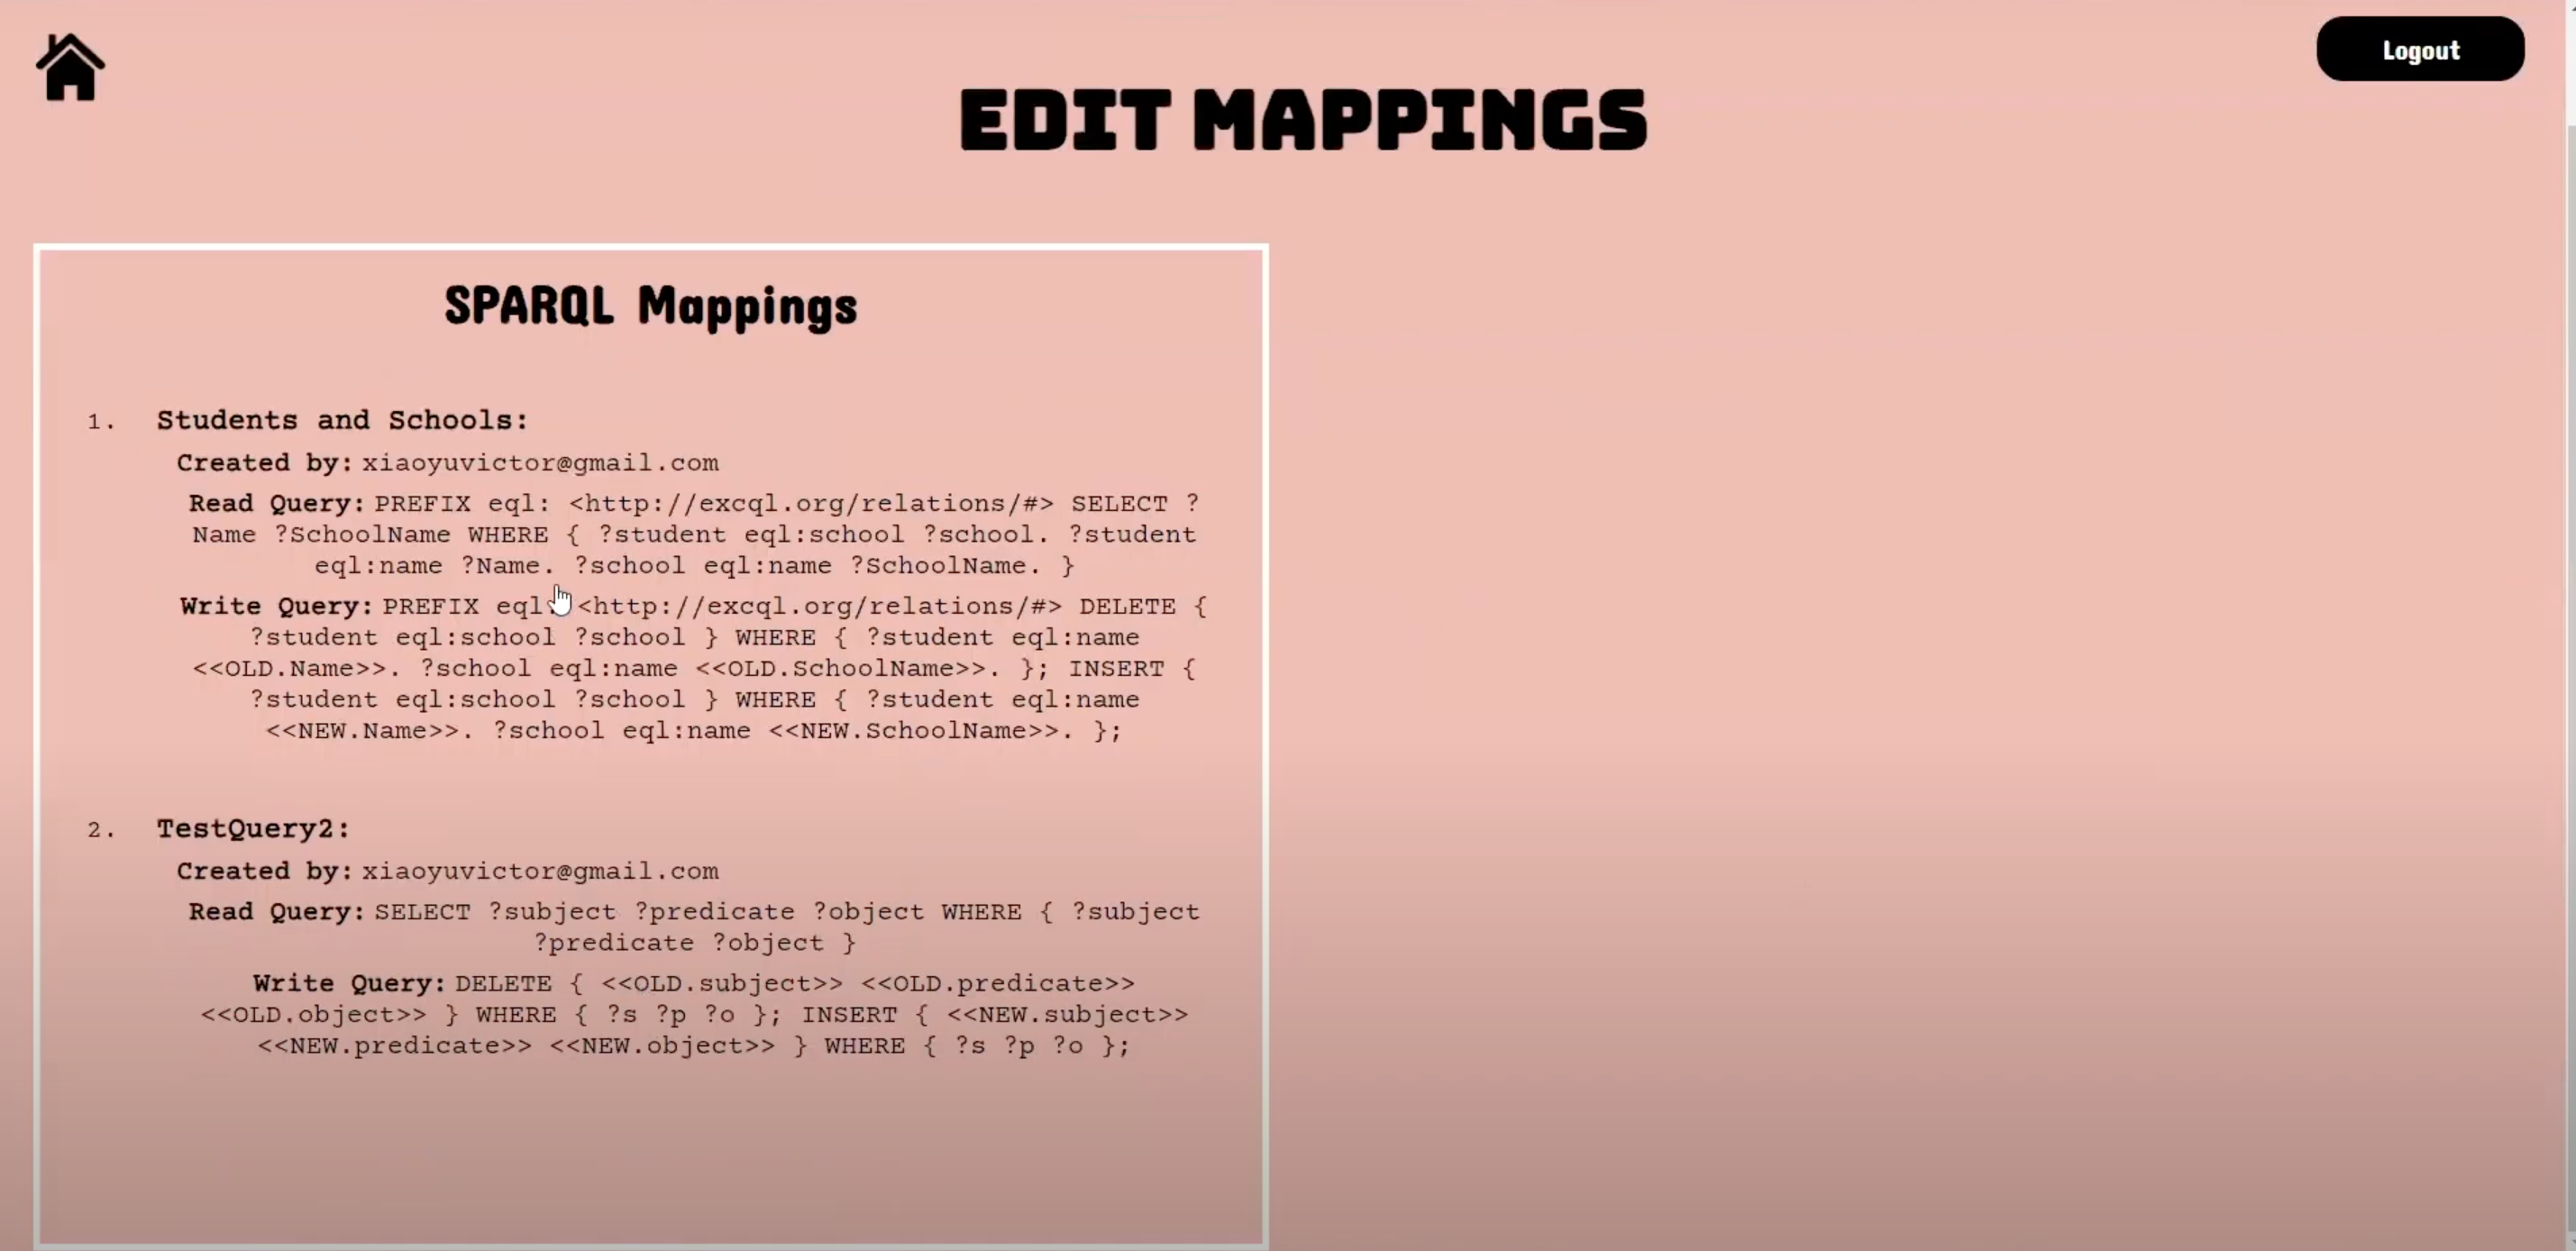 Logout
EDIT MAPPINGS
SPARQL Mappings
1. Students and Schools:
Created by: xiaoyuvictor@gmail.com
Read Query: PREFIX eql: <http://excql.org/relations/#> SELECT ?
Name ?SchoolName WHERE { ?student eql:school ?school. ?student
eql:name ?Name. ?school eql:name ?SchoolName. }
Write Query: PREFIX eql: <http://excql.org/relations/#> DELETE {
?student eql:school ?school } WHERE { ?student eql:name
<<OLD.Name>>. ?school eql:name <<OLD.SchoolName>>. }; INSERT {
?student eql:school ?school } WHERE { ?student eql:name
<<NEW.Name>>. ?school eql:name <<NEW.SchoolName>>. };
2. TestQuery2:
Created by: xiaoyuvictor@gmail.com
Read Query: SELECT ?subject ?predicate ?object WHERE { ?subject
?predicate ?object }
Write Query: DELETE { <<OLD.subject>> <<OLD.predicate>>
<<OLD.object>> } WHERE { ?s ?p ?o }; INSERT { <<NEW.subject>>
<<NEW.predicate>> <<NEW.object>> } WHERE { ?s ?p ?o };